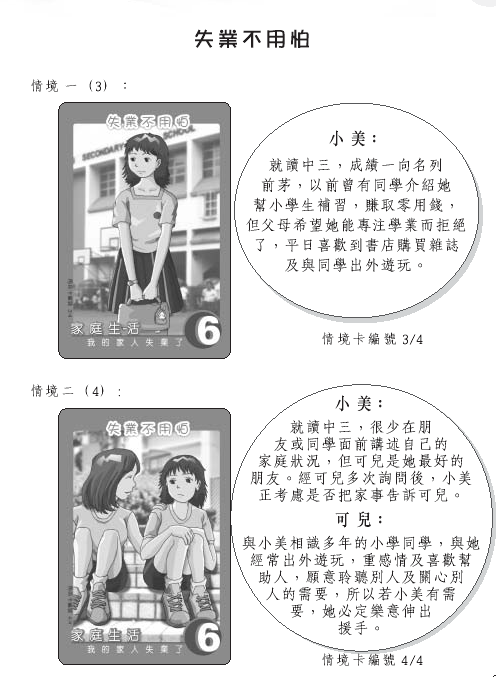 失業不用怕
情境一（3）：
失業不用怕
SECONDARY SCHOOL
家庭生活
我的家人失業了
6
小美：
就讀中三，成績一向名列
前茅，以前曾有同學介紹她
幫小學生補習，賺取零用錢，
但父母希望她能專注學業而拒絕
了，平日喜歡到書店購買雜誌
及與同學出外遊玩。
情境卡編號 3/4
情境二（4）：
失業不用怕
家庭生活
我的家人失業了
6
小美：
就讀中三，很少在朋
友或同學面前講述自己的
家庭狀況，但可兒是她最好的
朋友。經可兒多次詢問後，小美
正考慮是否把家事告訴可兒。
可兒：
與小美相識多年的小學同學，與她
經常出外遊玩，重感情及喜歡幫
助人，願意聆聽別人及關心別
人的需要，所以若小美有需
要，她必定樂意伸出
援手。
情境卡編號 4/4